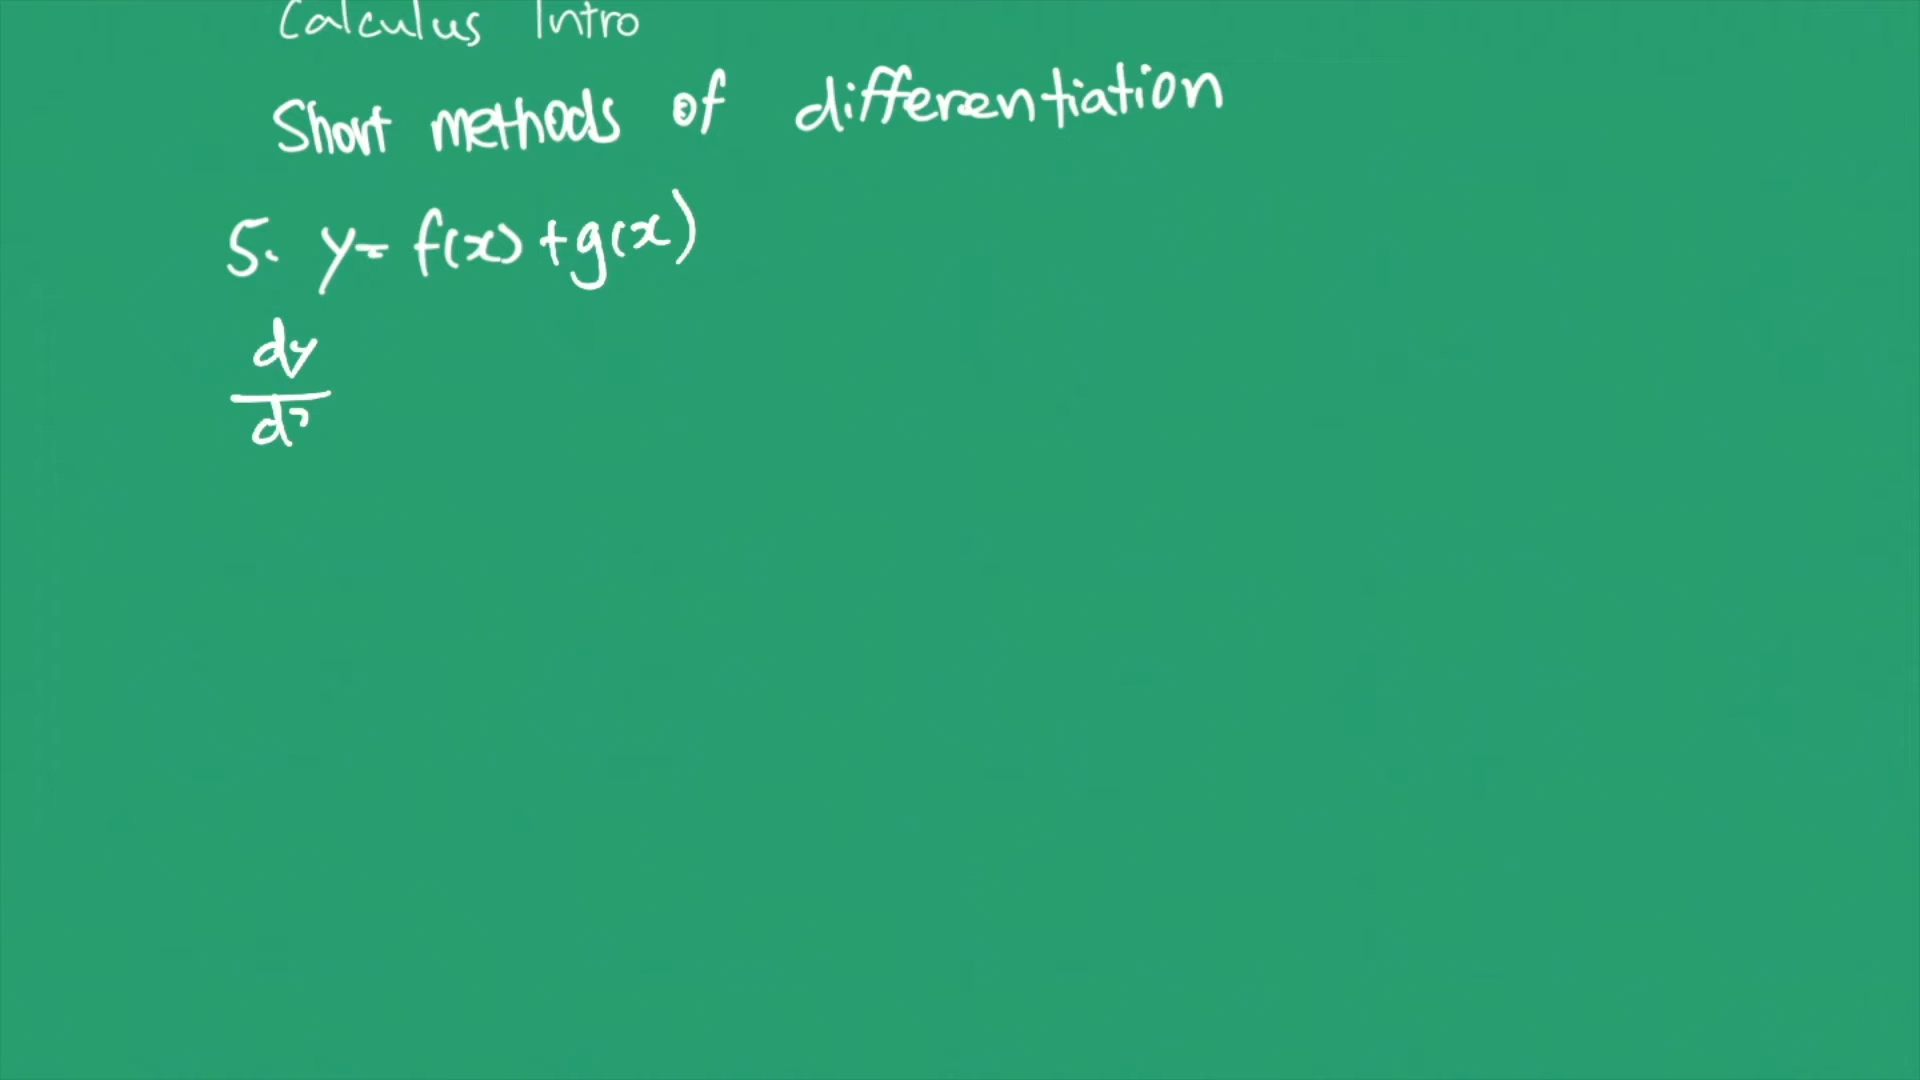 Calculus Intro
Short methods of differentiation
5. y= f(x) +g(x)
dy
d